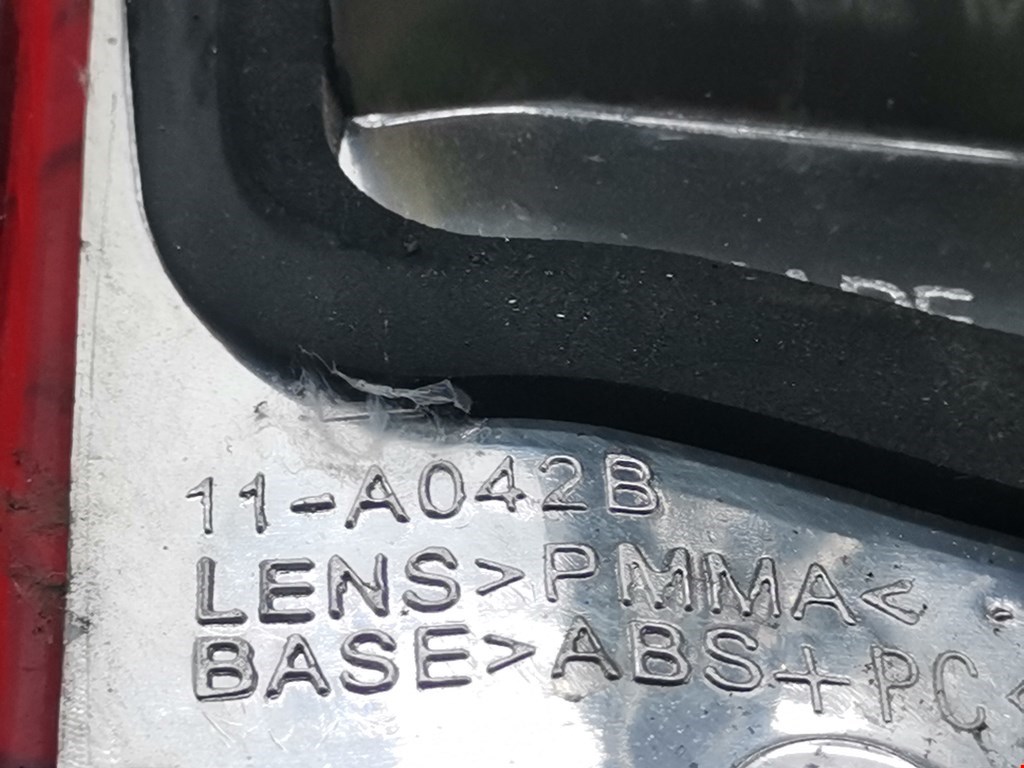 11-A042B
LENS>PMMA<
BASE>ABS+PC<